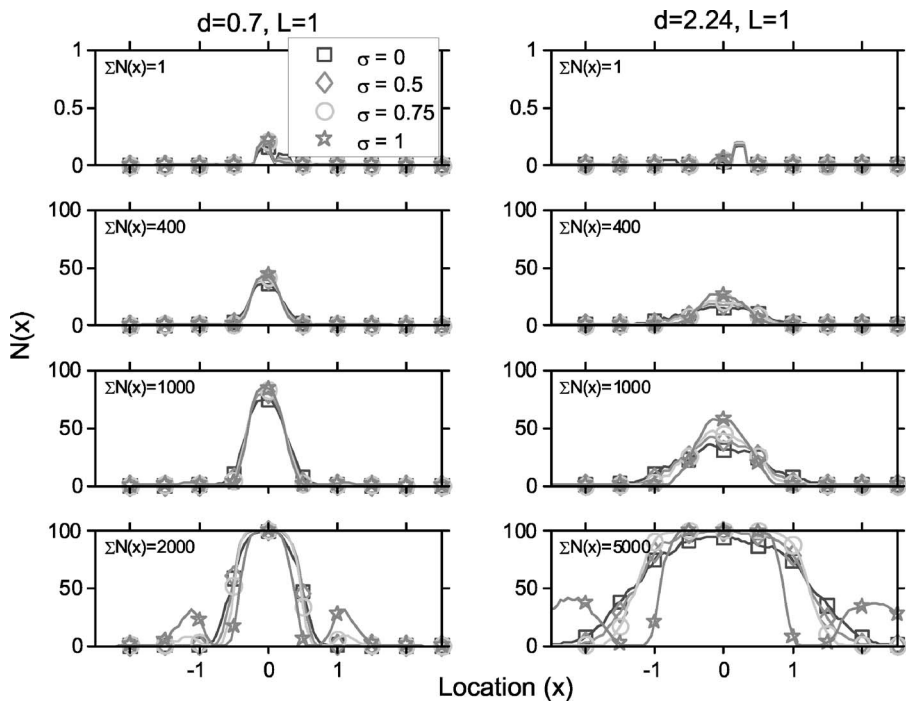 d=0.7, L=1
d=2.24, L=1
1
ΣN(x)=1
0.5
0
σ = 0
σ = 0.5
σ = 0.75
σ = 1
1
ΣN(x)=1
0.5
0
100
ΣN(x)=400
50
0
100
ΣN(x)=400
50
0
N(x)
100
ΣN(x)=1000
50
0
100
ΣN(x)=1000
50
0
100
ΣN(x)=2000
50
0
-1 0 1
100
ΣN(x)=5000
50
0
-1 0 1
Location (x)